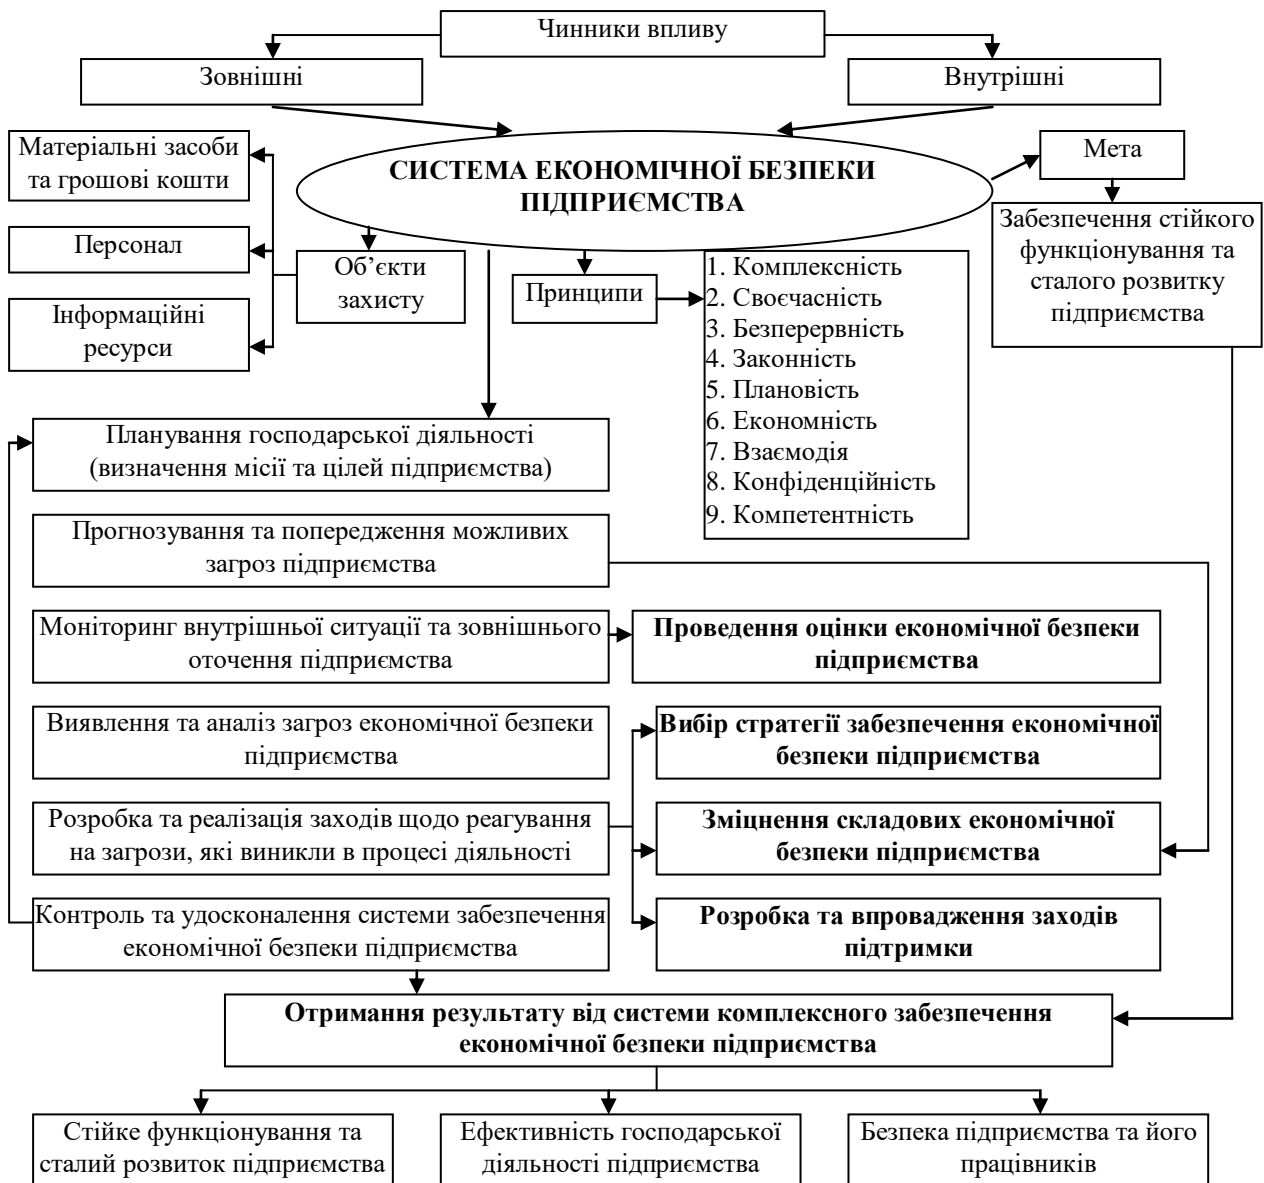 Чинники впливу
Зовнішні
Внутрішні
Матеріальні засоби
та грошові кошти
СИСТЕМА ЕКОНОМІЧНОЇ БЕЗПЕКИ
ПІДПРИЄМСТВА
Мета
Забезпечення стійкого
функціонування та
сталого розвитку
підприємства
Персонал
Об’єкти
захисту
Принципи
1. Комплексність
2. Своєчасність
3. Безперервність
4. Законність
5. Плановість
6. Економність
7. Взаємодія
8. Конфіденційність
9. Компетентність
Інформаційні
ресурси
Планування господарської діяльності
(визначення місії та цілей підприємства)
Прогнозування та попередження можливих
загроз підприємства
Моніторинг внутрішньої ситуації та зовнішнього
оточення підприємства
Проведення оцінки економічної безпеки
підприємства
Виявлення та аналіз загроз економічної безпеки
підприємства
Вибір стратегії забезпечення економічної
безпеки підприємства
Розробка та реалізація заходів щодо реагування
на загрози, які виникли в процесі діяльності
Зміцнення складових економічної
безпеки підприємства
Контроль та удосконалення системи забезпечення
економічної безпеки підприємства
Розробка та впровадження заходів
підтримки
Отримання результату від системи комплексного забезпечення
економічної безпеки підприємства
Стійке функціонування та
сталий розвиток підприємства
Ефективність господарської
діяльності підприємства
Безпека підприємства та його
працівників